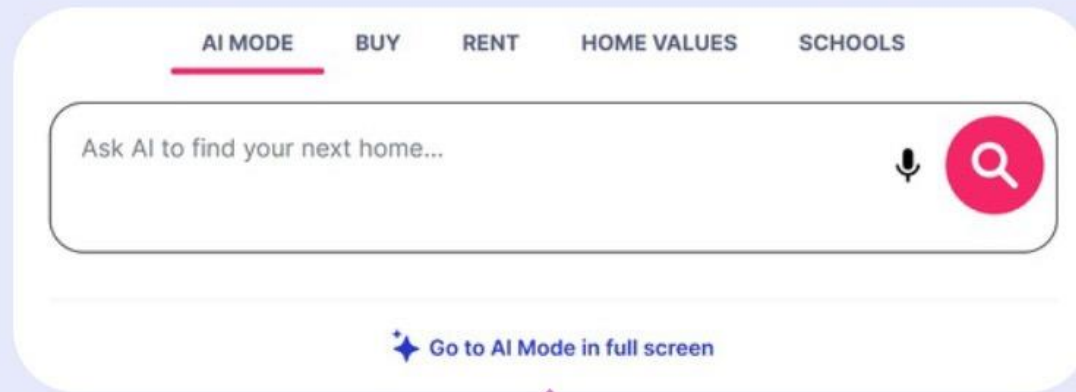 AI MODE BUY RENT HOME VALUES SCHOOLS
Ask AI to find your next home...
Go to AI Mode in full screen